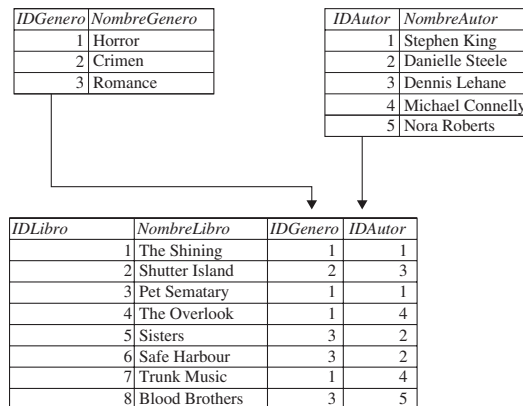 IDGenero NombreGenero
1 Horror
2 Crimen
3 Romance
IDAutor NombreAutor
1 Stephen King
2 Danielle Steele
3 Dennis Lehane
4 Michael Connelly
5 Nora Roberts
IDLibro NombreLibro IDGenero IDAutor
1 The Shining 1 1
2 Shutter Island 2 3
3 Pet Sematary 1 1
4 The Overlook 1 4
5 Sisters 3 2
6 Safe Harbour 3 2
7 Trunk Music 1 4
8 Blood Brothers 3 5